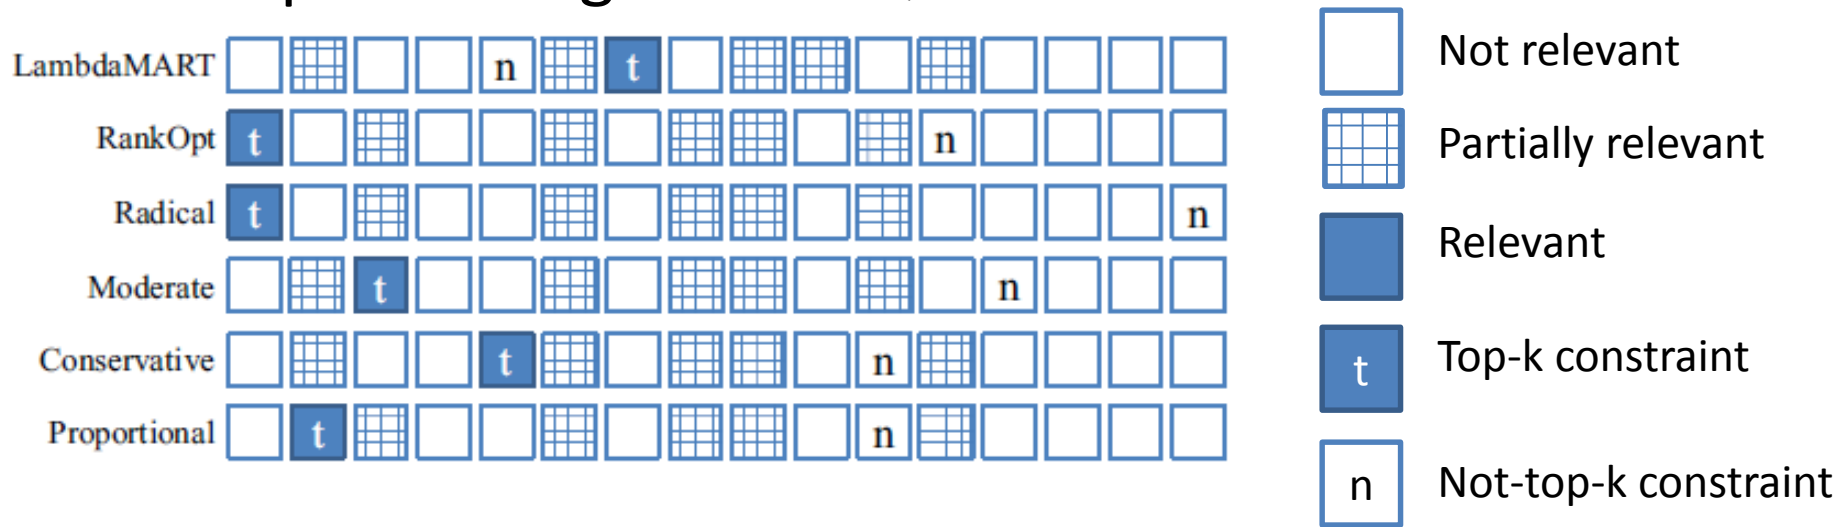 LambdaMART n t
RankOpt t n
Radical t n
Moderate t n
Conservative t n
Proportional t n
Not relevant
Partially relevant
Relevant
t Top-k constraint
n Not-top-k constraint